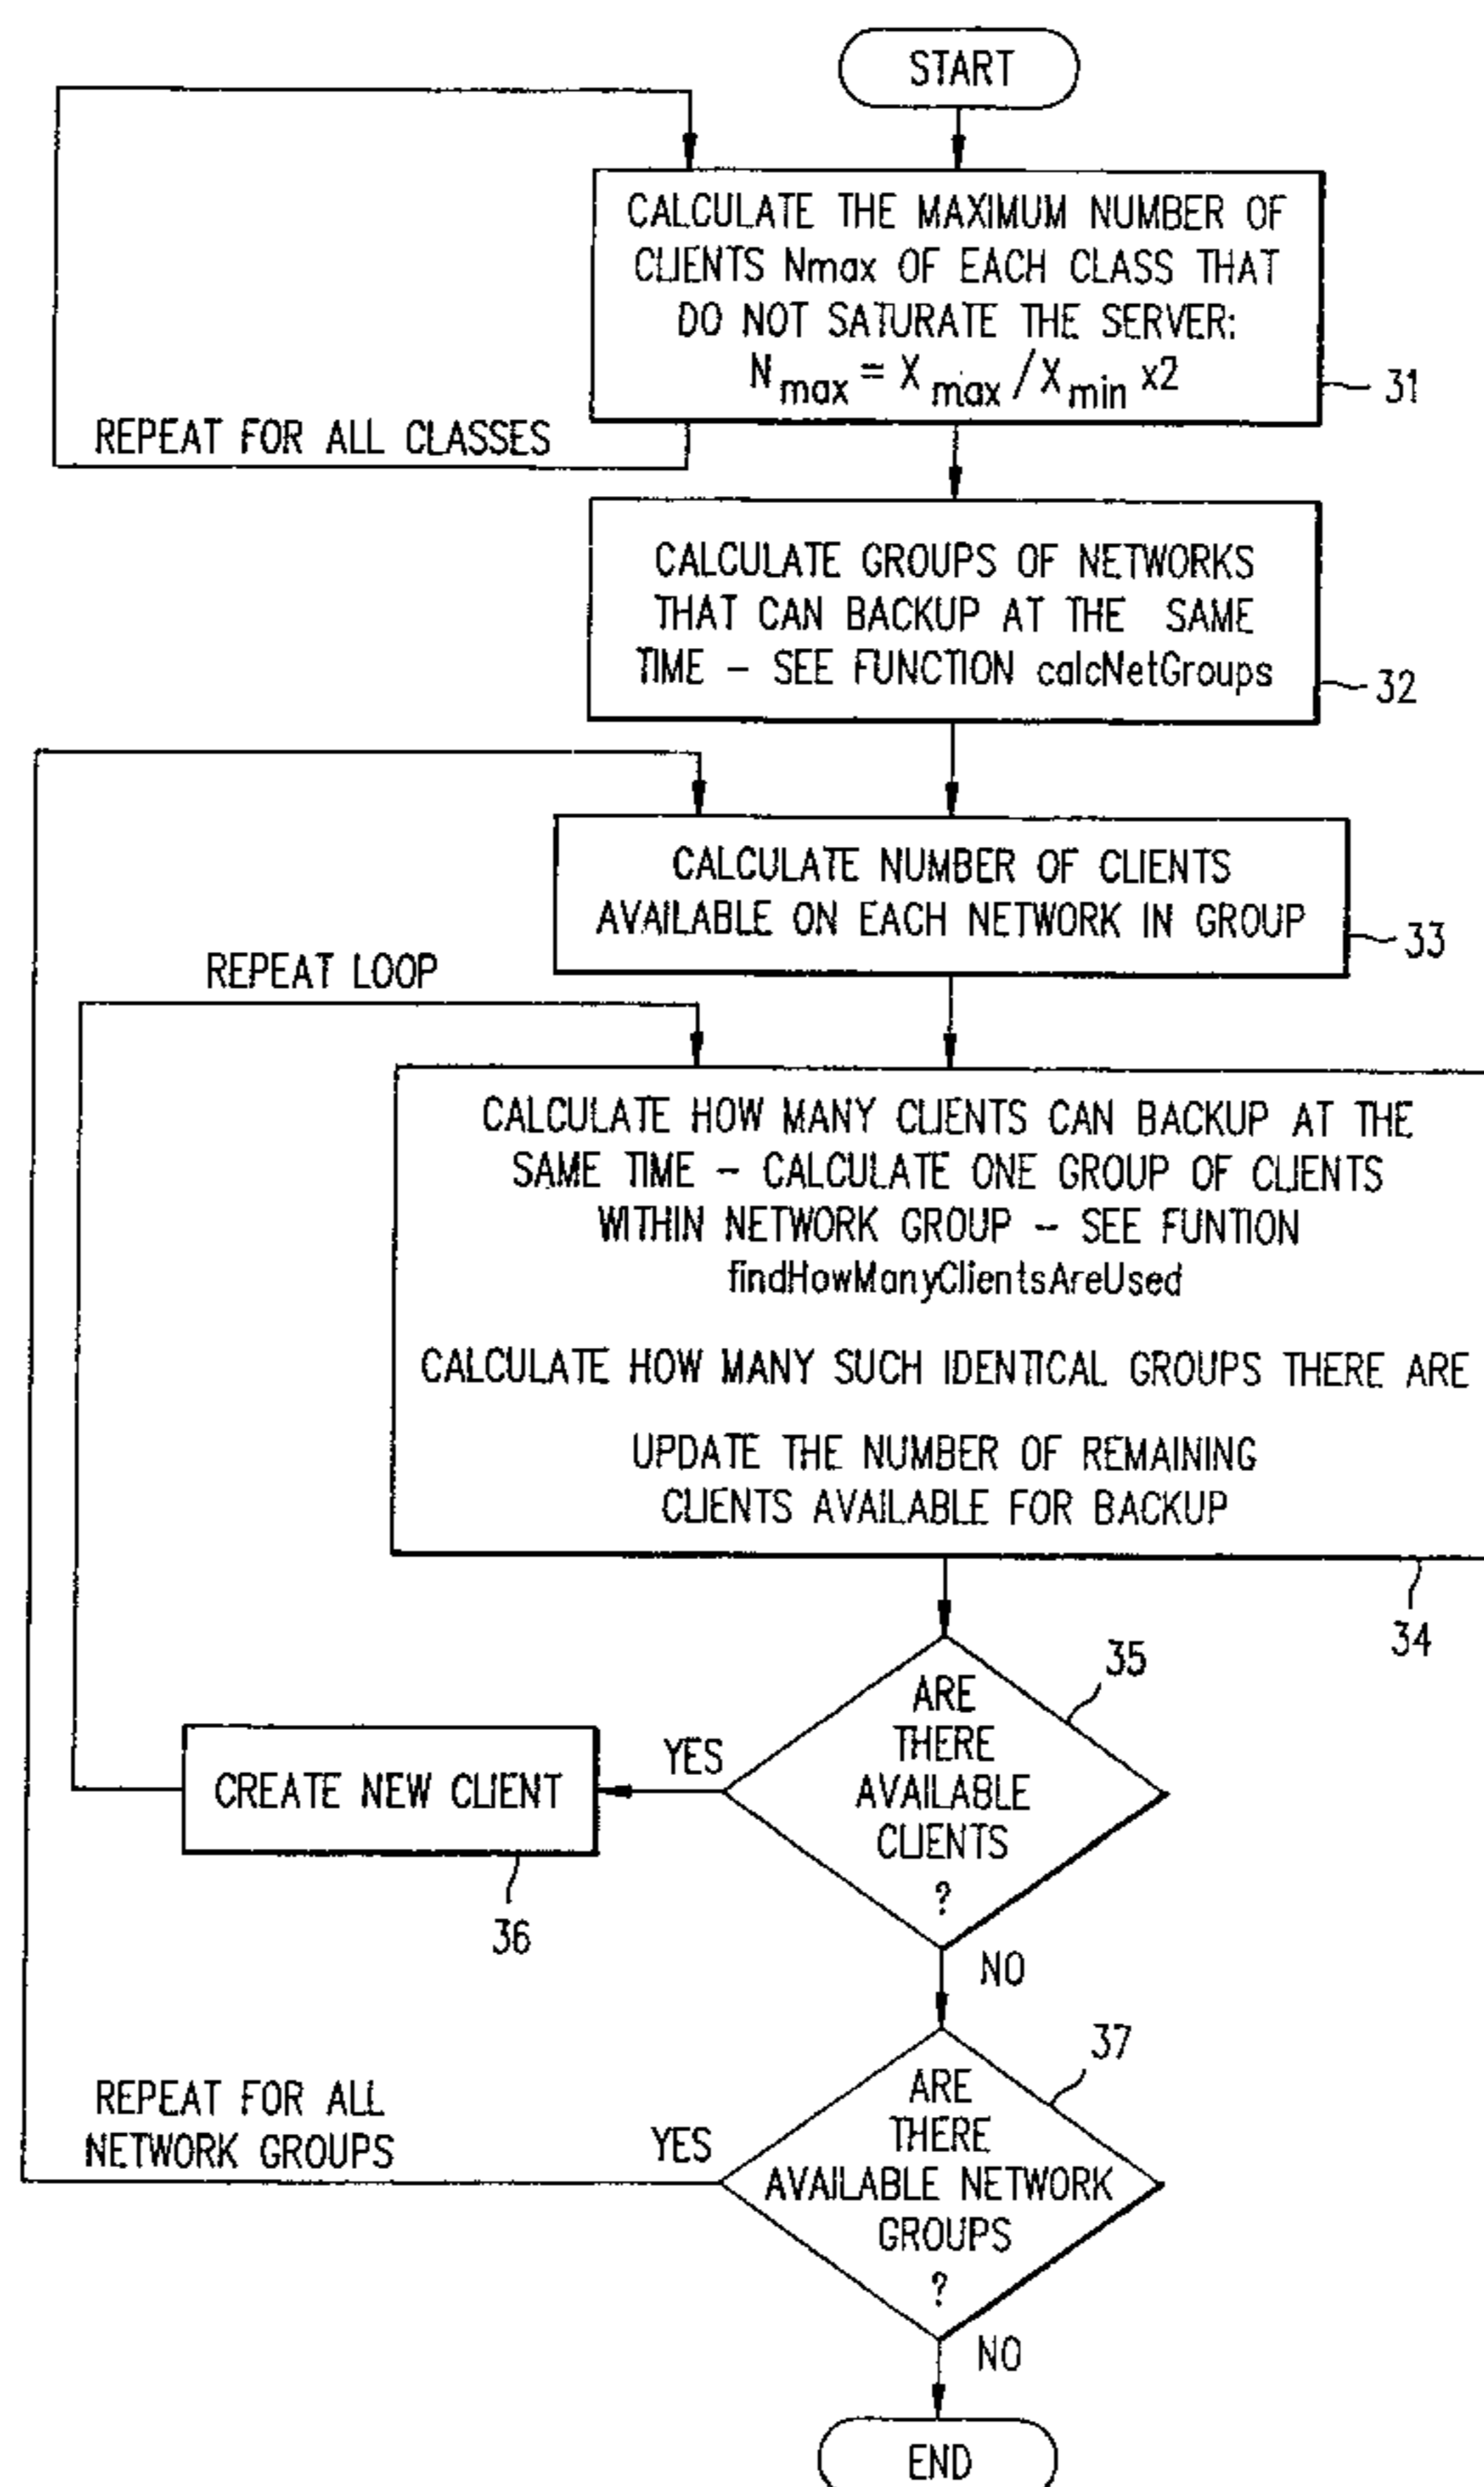 START
CALCULATE THE MAXIMUM NUMBER OF
CLIENTS Nmax OF EACH CLASS THAT
DO NOT SATURATE THE SERVER:
N max = X max / X min x2
31
REPEAT FOR ALL CLASSES
CALCULATE GROUPS OF NETWORKS
THAT CAN BACKUP AT THE SAME
TIME – SEE FUNCTION calcNetGroups
32
CALCULATE NUMBER OF CLIENTS
AVAILABLE ON EACH NETWORK IN GROUP
33
REPEAT LOOP
CALCULATE HOW MANY CLIENTS CAN BACKUP AT THE
SAME TIME – CALCULATE ONE GROUP OF CLIENTS
WITHIN NETWORK GROUP – SEE FUNTION
findHowManyClientsAreUsed
CALCULATE HOW MANY SUCH IDENTICAL GROUPS THERE ARE
UPDATE THE NUMBER OF REMAINING
CLIENTS AVAILABLE FOR BACKUP
34
35
ARE
THERE
AVAILABLE
CLIENTS
?
YES
CREATE NEW CLIENT
36
NO
37
ARE
THERE
AVAILABLE NETWORK
GROUPS
?
YES
REPEAT FOR ALL
NETWORK GROUPS
NO
END